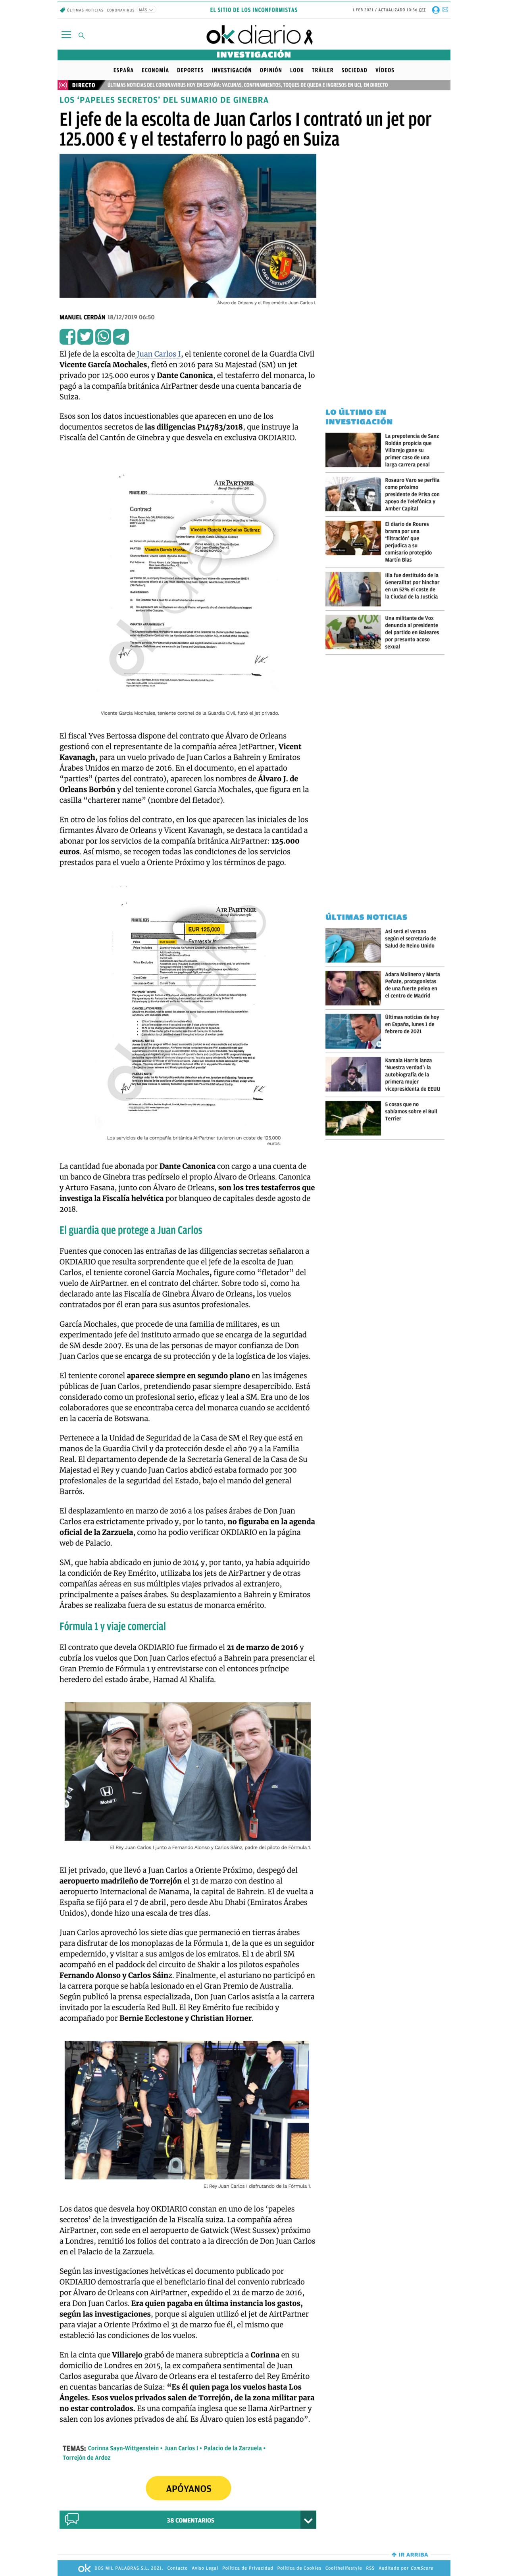 ÚLTIMAS NOTICIAS CORONAVIRUS MÁS
EL SITIO DE LOS INCONFORMISTAS
1 FEB 2021 / ACTUALIZADO 10:36 CET
okdiario
INVESTIGACIÓN
ESPAÑA ECONOMÍA DEPORTES INVESTIGACIÓN OPINIÓN LOOK TRÁILER SOCIEDAD VÍDEOS
DIRECTO ÚLTIMAS NOTICIAS DEL CORONAVIRUS HOY EN ESPAÑA: VACUNAS, CONFINAMIENTOS, TOQUES DE QUEDA E INGRESOS EN UCI, EN DIRECTO
LOS ‘PAPELES SECRETOS’ DEL SUMARIO DE GINEBRA
El jefe de la escolta de Juan Carlos I contrató un jet por
125.000 € y el testaferro lo pagó en Suiza
Álvaro de Orleans y el Rey emérito Juan Carlos I.
MANUEL CERDÁN 18/12/2019 06:50
El jefe de la escolta de Juan Carlos I, el teniente coronel de la Guardia Civil
Vicente García Mochales, fletó en 2016 para Su Majestad (SM) un jet
privado por 125.000 euros y Dante Canonica, el testaferro del monarca, lo
pagó a la compañía británica AirPartner desde una cuenta bancaria de
Suiza.
Esos son los datos incuestionables que aparecen en uno de los
documentos secretos de las diligencias P14783/2018, que instruye la
Fiscalía del Cantón de Ginebra y que desvela en exclusiva OKDIARIO.
AIR PARTNER
Contract
Vicente Garcio Mochales Gutines
Vicente García Mochales, teniente coronel de la Guardia Civil, fletó el jet privado.
El fiscal Yves Bertossa dispone del contrato que Álvaro de Orleans
gestionó con el representante de la compañía aérea JetPartner, Vicent
Kavanagh, para un vuelo privado de Juan Carlos a Bahrein y Emiratos
Árabes Unidos en marzo de 2016. En el documento, en el apartado
“parties” (partes del contrato), aparecen los nombres de Álvaro J. de
Orleans Borbón y del teniente coronel García Mochales, que figura en la
casilla “charterer name” (nombre del fletador).
En otro de los folios del contrato, en los que aparecen las iniciales de los
firmantes Álvaro de Orleans y Vicent Kavanagh, se destaca la cantidad a
abonar por los servicios de la compañía británica AirPartner: 125.000
euros. Así mismo, se recogen todas las condiciones de los servicios
prestados para el vuelo a Oriente Próximo y los términos de pago.
AIR PARTNER
EUR 125,000
Los servicios de la compañía británica AirPartner tuvieron un coste de 125.000
euros.
La cantidad fue abonada por Dante Canonica con cargo a una cuenta de
un banco de Ginebra tras pedírselo el propio Álvaro de Orleans. Canonica
y Arturo Fasana, junto con Álvaro de Orleans, son los tres testaferros que
investiga la Fiscalía helvética por blanqueo de capitales desde agosto de
2018.
El guardia que protege a Juan Carlos
Fuentes que conocen las entrañas de las diligencias secretas señalaron a
OKDIARIO que resulta sorprendente que el jefe de la escolta de Juan
Carlos, el teniente coronel García Mochales, figure como “fletador” del
vuelo de AirPartner. en el contrato del chárter. Sobre todo si, como ha
declarado ante las Fiscalía de Ginebra Álvaro de Orleans, los vuelos
contratados por él eran para sus asuntos profesionales.
García Mochales, que procede de una familia de militares, es un
experimentado jefe del instituto armado que se encarga de la seguridad
de SM desde 2007. Es una de las personas de mayor confianza de Don
Juan Carlos que se encarga de su protección y de la logística de los viajes.
El teniente coronel aparece siempre en segundo plano en las imágenes
públicas de Juan Carlos, pretendiendo pasar siempre desapercibido. Está
considerado como un profesional serio, eficaz y leal a SM. Era uno de los
colaboradores que se encontraba cerca del monarca cuando se accidentó
en la cacería de Botswana.
Pertenece a la Unidad de Seguridad de la Casa de SM el Rey que está en
manos de la Guardia Civil y da protección desde el año 79 a la Familia
Real. El departamento depende de la Secretaría General de la Casa de Su
Majestad el Rey y cuando Juan Carlos abdicó estaba formado por 300
profesionales de la seguridad del Estado, bajo el mando del general
Barrós.
El desplazamiento en marzo de 2016 a los países árabes de Don Juan
Carlos era estrictamente privado y, por lo tanto, no figuraba en la agenda
oficial de la Zarzuela, como ha podido verificar OKDIARIO en la página
web de Palacio.
SM, que había abdicado en junio de 2014 y, por tanto, ya había adquirido
la condición de Rey Emérito, utilizaba los jets de AirPartner y de otras
compañías aéreas en sus múltiples viajes privados al extranjero,
principalmente a países árabes. Su desplazamiento a Bahrein y Emiratos
Árabes se realizaba fuera de su estatus de monarca emérito.
Fórmula 1 y viaje comercial
El contrato que desvela OKDIARIO fue firmado el 21 de marzo de 2016 y
cubría los vuelos que Don Juan Carlos efectuó a Bahrein para presenciar el
Gran Premio de Fórmula 1 y entrevistarse con el entonces príncipe
heredero del estado árabe, Hamad Al Khalifa.
El Rey Juan Carlos I junto a Fernando Alonso y Carlos Sáinz, padre del piloto de Fórmula 1.
El jet privado, que llevó a Juan Carlos a Oriente Próximo, despegó del
aeropuerto madrileño de Torrejón el 31 de marzo con destino al
aeropuerto Internacional de Manama, la capital de Bahrein. El de vuelta a
España se fijó para el 7 de abril, pero desde Abu Dhabi (Emiratos Árabes
Unidos), donde hizo una escala de tres días.
Juan Carlos aprovechó los siete días que permaneció en tierras árabes
para disfrutar de los monoplazas de la Fórmula 1, de la que es un seguidor
empedernido, y visitar a sus amigos de los emiratos. El 1 de abril SM
acompañó en el paddock del circuito de Shakir a los pilotos españoles
Fernando Alonso y Carlos Sáinz. Finalmente, el asturiano no participó en
la carrera porque se había lesionado en el Gran Premio de Australia.
Según publicó la prensa especializada, Don Juan Carlos asistía a la carrera
invitado por la escudería Red Bull. El Rey Emérito fue recibido y
acompañado por Bernie Ecclestone y Christian Horner.
El Rey Juan Carlos I disfrutando de la Fórmula 1.
Los datos que desvela hoy OKDIARIO constan en uno de los ‘papeles
secretos’ de la investigación de la Fiscalía suiza. La compañía aérea
AirPartner, con sede en el aeropuerto de Gatwick (West Sussex) próximo
a Londres, remitió los folios del contrato a la dirección de Don Juan Carlos
en el Palacio de la Zarzuela.
Según las investigaciones helvéticas el documento publicado por
OKDIARIO demostraría que el beneficiario final del convenio rubricado
por Álvaro de Orleans con AirPartner, expedido el 21 de marzo de 2016,
era Don Juan Carlos. Era quien pagaba en última instancia los gastos,
según las investigaciones, porque si alguien utilizó el jet de AirtPartner
para viajar a Oriente Próximo el 31 de marzo fue él, el mismo que
estableció las condiciones de los vuelos.
En la cinta que Villarejo grabó de manera subrepticia a Corinna en su
domicilio de Londres en 2015, la ex compañera sentimental de Juan
Carlos aseguraba que Álvaro de Orleans era el testaferro del Rey Emérito
en cuentas bancarias de Suiza: “Es él quien paga los vuelos hasta Los
Ángeles. Esos vuelos privados salen de Torrejón, de la zona militar para
no estar controlados. Es una compañía inglesa que se llama AirPartner y
salen con los aviones privados de ahí. Es Álvaro quien los está pagando”.
TEMAS: Corinna Sayn-Wittgenstein • Juan Carlos I • Palacio de la Zarzuela •
Torrejón de Ardoz
APÓYANOS
38 COMENTARIOS
LO ÚLTIMO EN
INVESTIGACIÓN
La prepotencia de Sanz
Roldán propicia que
Villarejo gane su
primer caso de una
larga carrera penal
Rosauro Varo se perfila
como próximo
presidente de Prisa con
apoyo de Telefónica y
Amber Capital
El diario de Roures
brama por una
‘filtración’ que
perjudica a su
comisario protegido
Martín Blas
Illa fue destituido de la
Generalitat por hinchar
en un 52% el coste de
la Ciudad de la Justicia
Una militante de Vox
denuncia al presidente
del partido en Baleares
por presunto acoso
sexual
ÚLTIMAS NOTICIAS
Así será el verano
según el secretario de
Salud de Reino Unido
Adara Molinero y Marta
Peñate, protagonistas
de una fuerte pelea en
el centro de Madrid
Últimas noticias de hoy
en España, lunes 1 de
febrero de 2021
Kamala Harris lanza
‘Nuestra verdad’: la
autobiografía de la
primera mujer
vicepresidenta de EEUU
5 cosas que no
sabíamos sobre el Bull
Terrier
IR ARRIBA
ok DOS MIL PALABRAS S.L. 2021. Contacto Aviso Legal Política de Privacidad Política de Cookies Coolthelifestyle RSS Auditado por ComScore